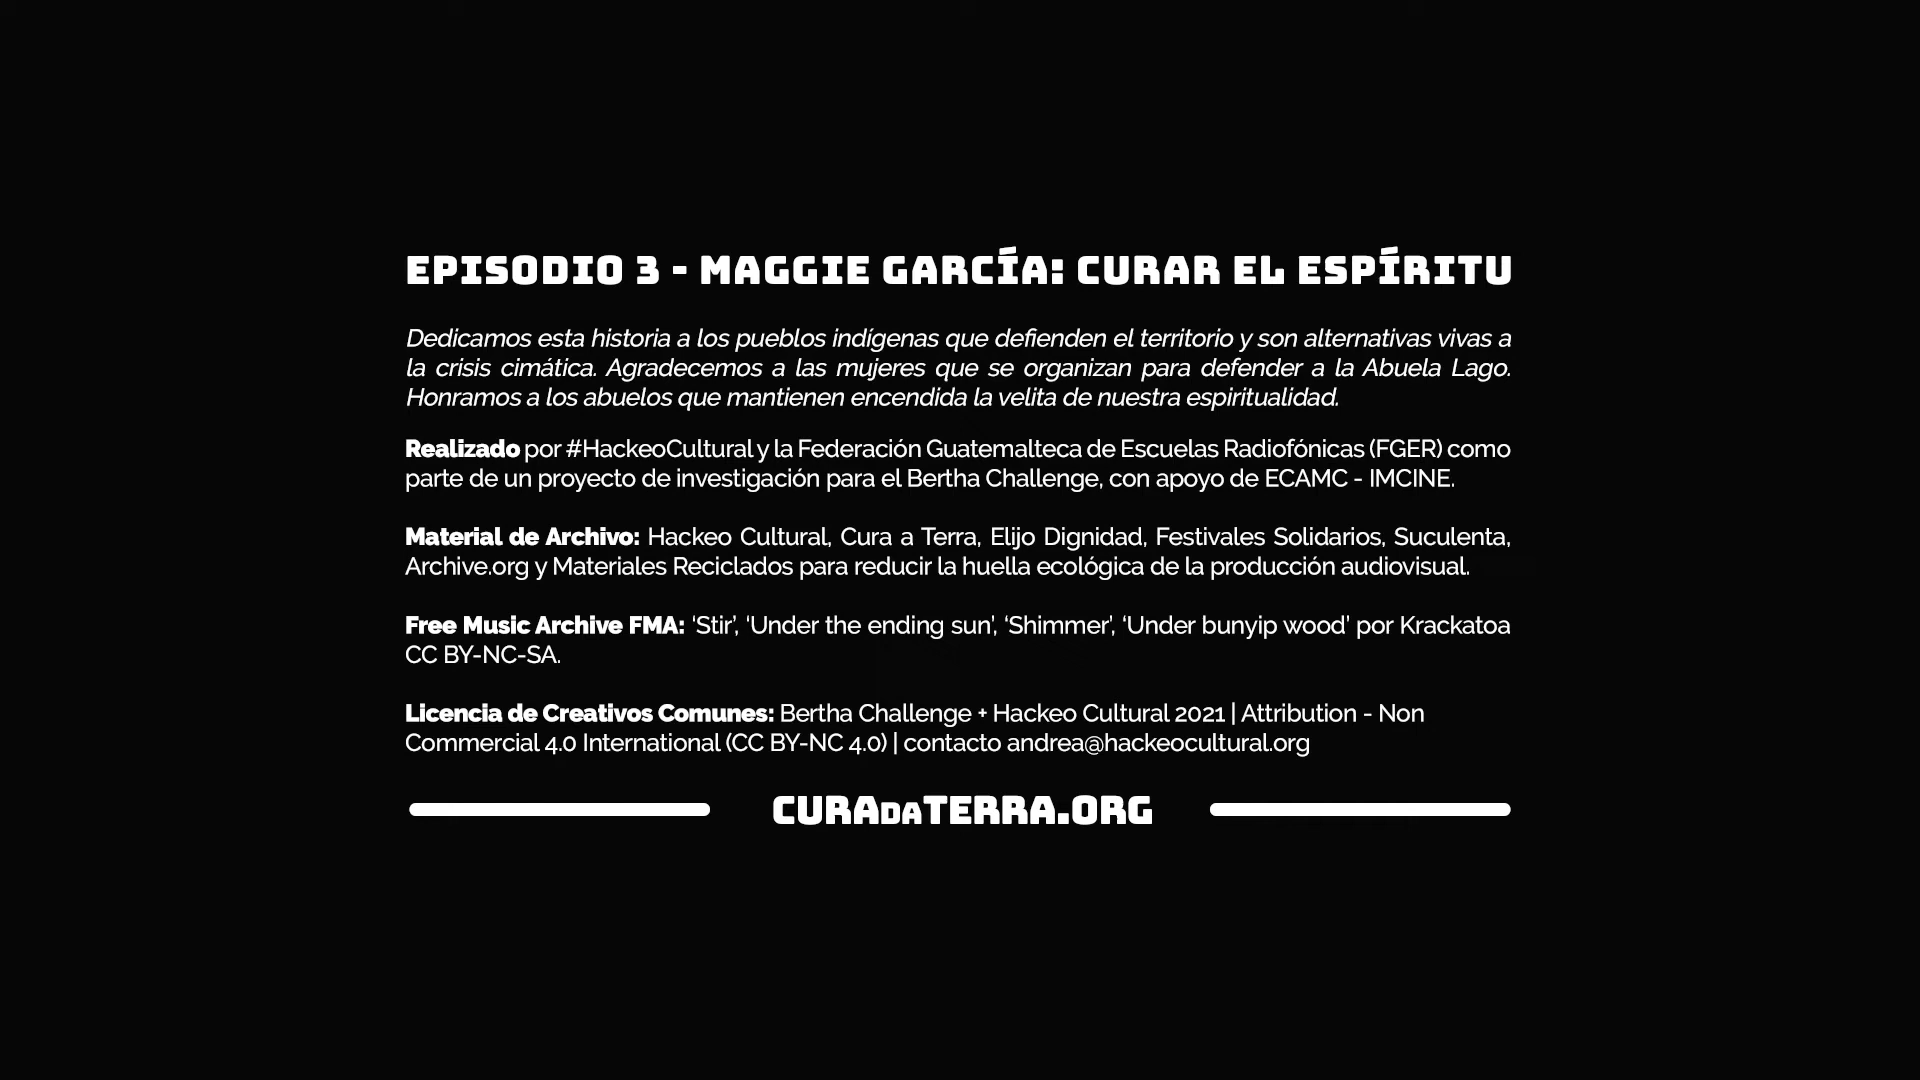 EPISODIO 3 - MAGGIE GARCÍA: CURAR EL ESPÍRITU
Dedicamos esta historia a los pueblos indígenas que defienden el territorio y son alternativas vivas a
la crisis cimática. Agradecemos a las mujeres que se organizan para defender a la Abuela Lago.
Honramos a los abuelos que mantienen encendida la velita de nuestra espiritualidad.
Realizado por #HackeoCultural y la Federación Guatemalteca de Escuelas Radiofónicas (FGER) como
parte de un proyecto de investigación para el Bertha Challenge, con apoyo de ECAMC - IMCINE.
Material de Archivo: Hackeo Cultural, Cura a Terra, Elijo Dignidad, Festivales Solidarios, Suculenta,
Archive.org y Materiales Reciclados para reducir la huella ecológica de la producción audiovisual.
Free Music Archive FMA: ‘Stir’, ‘Under the ending sun’, ‘Shimmer’, ‘Under bunyip wood’ por Krackatoa
CC BY-NC-SA.
Licencia de Creativos Comunes: Bertha Challenge + Hackeo Cultural 2021 | Attribution - Non
Commercial 4.0 International (CC BY-NC 4.0) | contacto andrea@hackeocultural.org
CURADATERRA.ORG